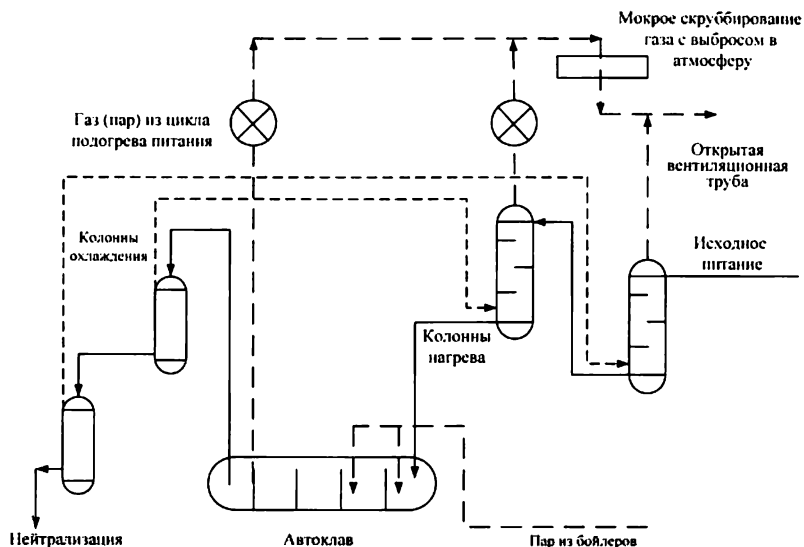 Мокрое скруббирование
газа с выбросом в
атмосферу
Газ (пар) из цикла
подогрева питания
Открытая
вентиляционная
труба
Исходное
питание
Колонны
охлаждения
Колонны
нагрева
Нейтрализация
Автоклав
Пар из бойлеров